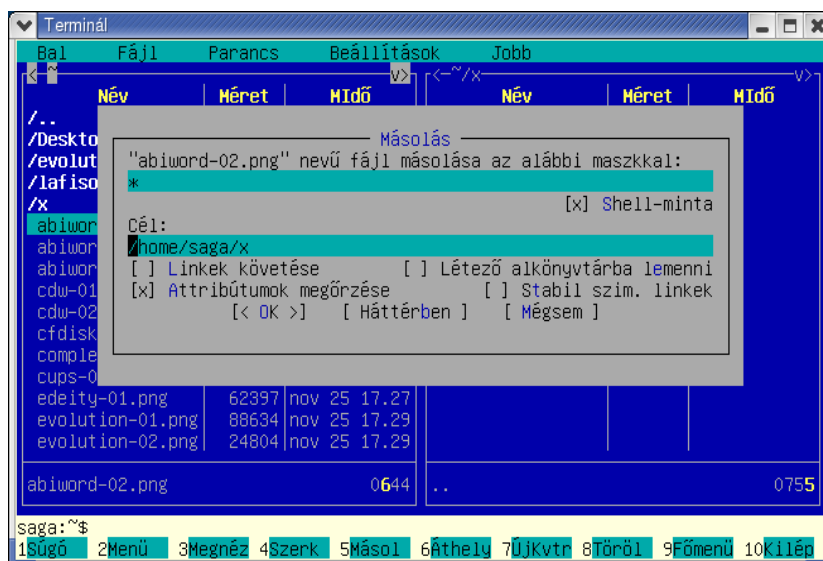 Terminál
Bal Fájl Parancs Beállítások Jobb
<~ v> <~/x v>
Név Méret MIdő Név Méret MIdő
/..
/Deskto
Másolás
/evolut "abiword-02.png" nevű fájl másolása az alábbi maszkkal:
/lafiso *
/x [x] Shell-minta
abiwor Cél:
abiwor /home/saga/x
abiwor [ ] Linkek követése [ ] Létező alkönyvtárba lemenni
cdw-01 [x] Attribútumok megőrzése [ ] Stabil szim. linkek
cdw-02 [< OK >] [ Háttérben ] [ Mégsem ]
cfdisk
comple
cups-0
edeity-01.png 62397 nov 25 17.27
evolution-01.png 88634 nov 25 17.29
evolution-02.png 24804 nov 25 17.29
abiword-02.png 0644 .. 0755
saga:~$
1Súgó 2Menü 3Megnéz 4Szerk 5Másol 6Áthely 7ÚjKvtr 8Töröl 9Főmenü 10Kilép